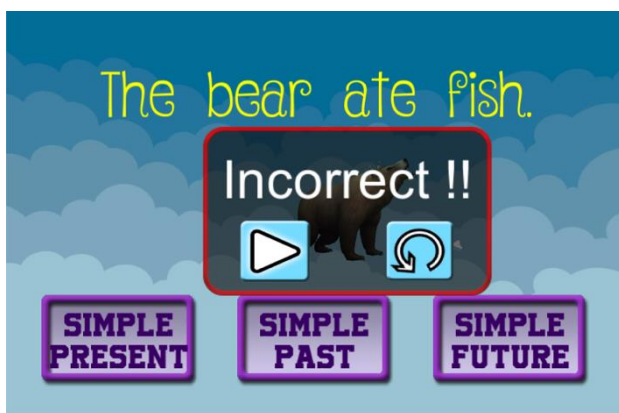 The bear ate fish.
Incorrect !!
SIMPLE PRESENT
SIMPLE PAST
SIMPLE FUTURE